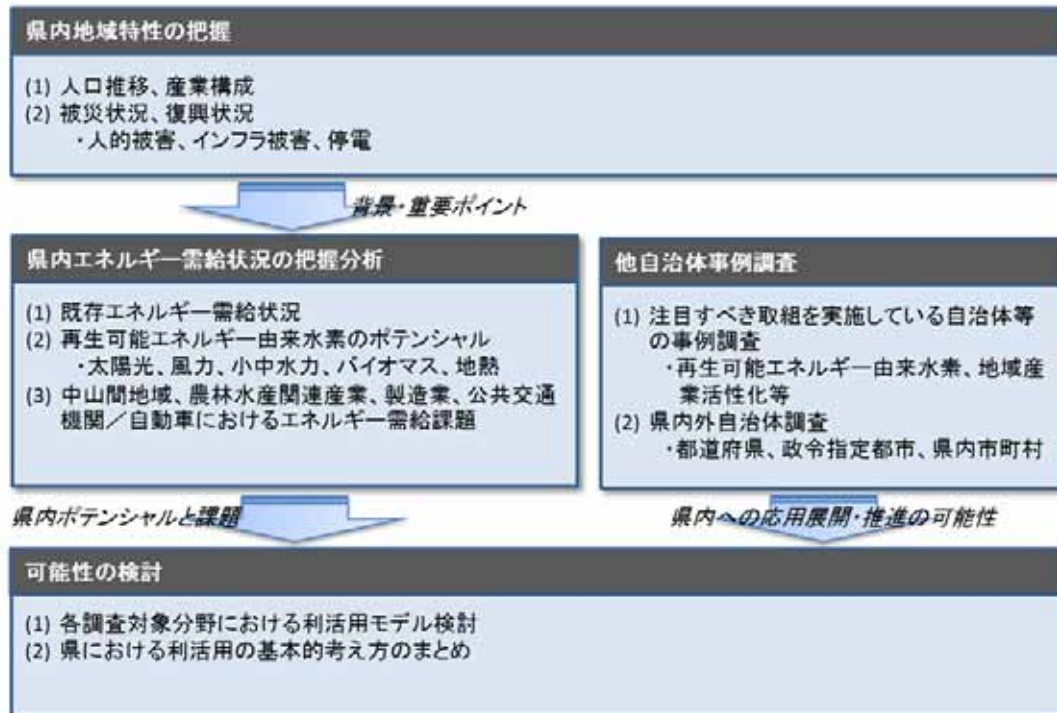 県内地域特性の把握
(1) 人口推移、産業構成
(2) 被災状況、復興状況
・人的被害、インフラ被害、停電
背景・重要ポイント
県内エネルギー需給状況の把握分析
(1) 既存エネルギー需給状況
(2) 再生可能エネルギー由来水素のポテンシャル
・太陽光、風力、小中水力、バイオマス、地熱
(3) 中山間地域、農林水産関連産業、製造業、公共交通
機関／自動車におけるエネルギー需給課題
他自治体事例調査
(1) 注目すべき取組を実施している自治体等
の事例調査
・再生可能エネルギー由来水素、地域産
業活性化等
(2) 県内外自治体調査
・都道府県、政令指定都市、県内市町村
県内ポテンシャルと課題
県内への応用展開・推進の可能性
可能性の検討
(1) 各調査対象分野における利活用モデル検討
(2) 県における利活用の基本的考え方のまとめ